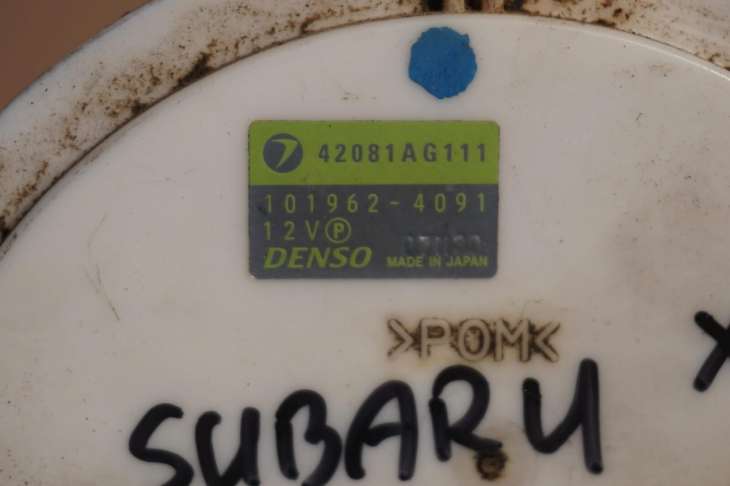 42081AG111
101962-4091
12V Ⓟ
DENSO MADE IN JAPAN
>POM<
SUBARU